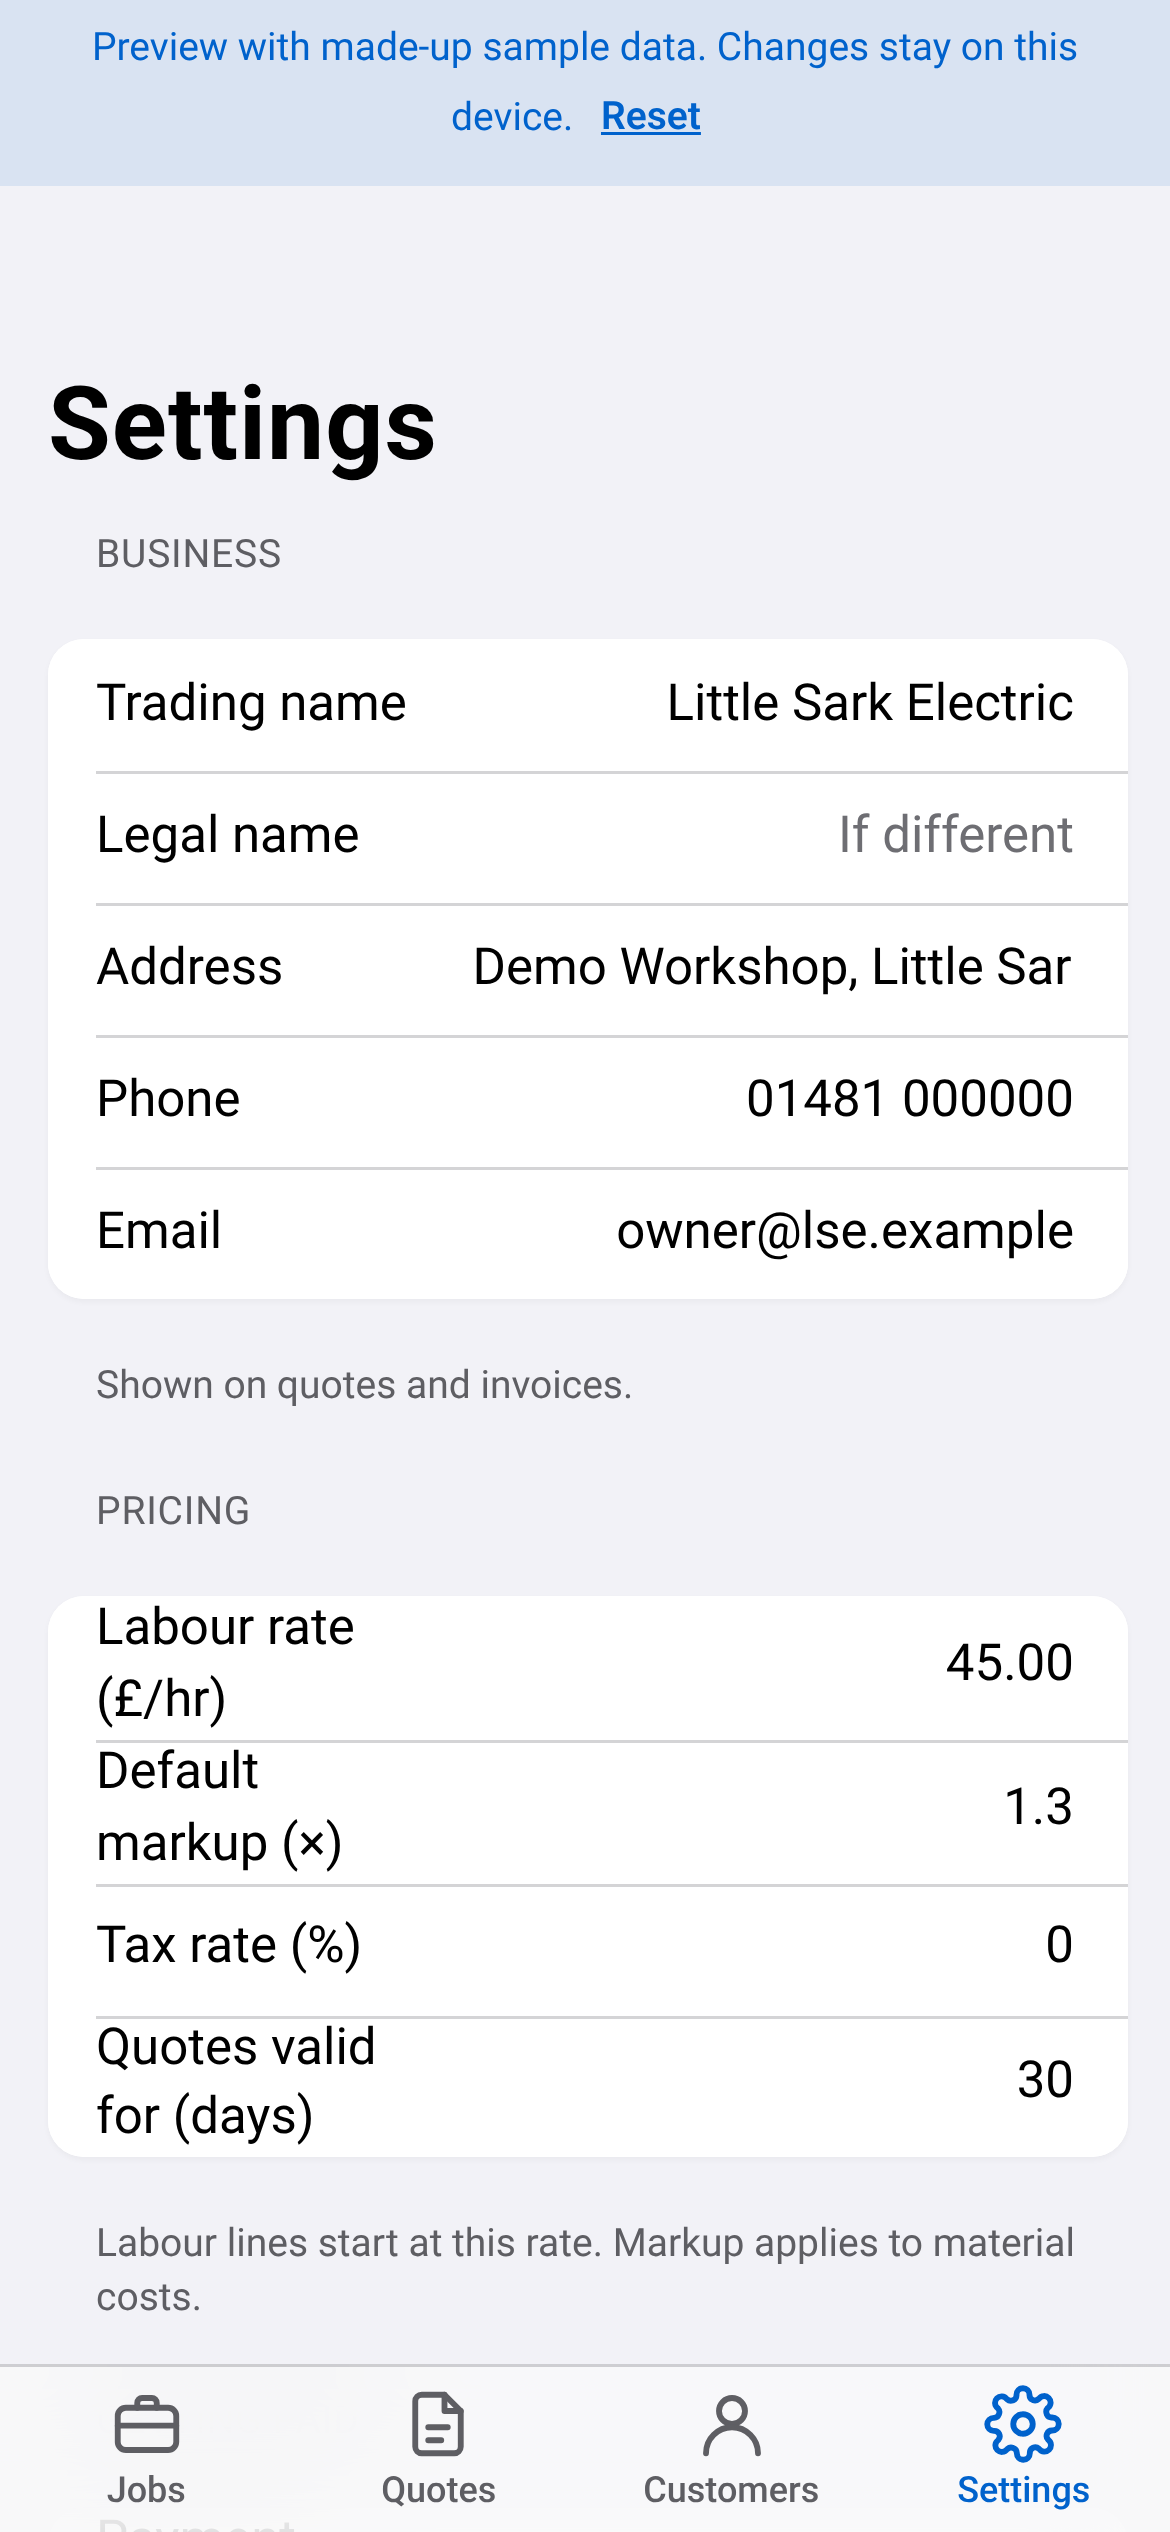 Preview with made-up sample data. Changes stay on this
device. Reset
Settings
BUSINESS
Trading name Little Sark Electric
Legal name If different
Address Demo Workshop, Little Sar
Phone 01481 000000
Email owner@lse.example
Shown on quotes and invoices.
PRICING
Labour rate
(£/hr) 45.00
Default
markup (×) 1.3
Tax rate (%) 0
Quotes valid
for (days) 30
Labour lines start at this rate. Markup applies to material
costs.
Jobs Quotes Customers Settings
Payment